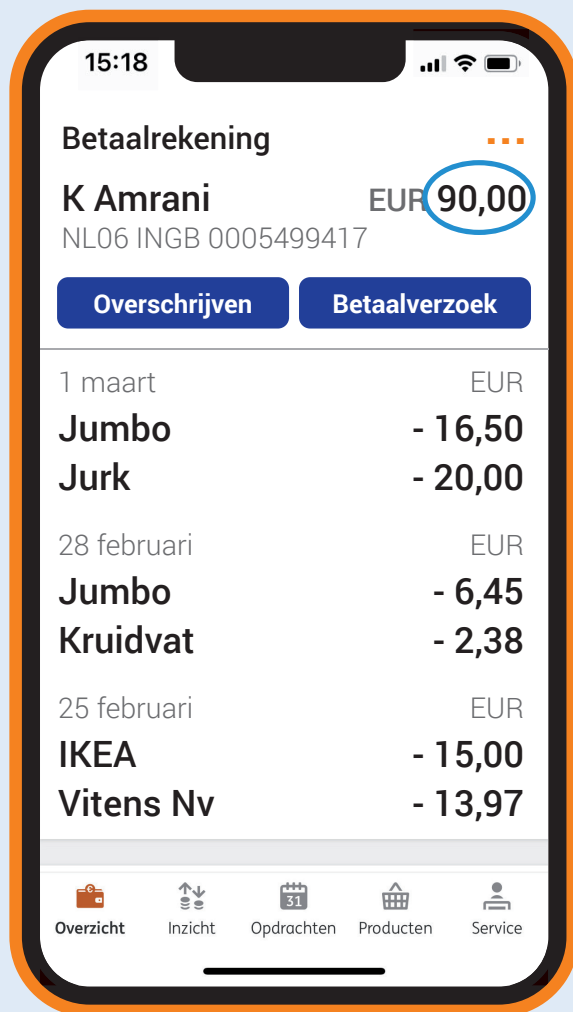 15:18
Betaalrekening
K Amrani EUR 90,00
NL06 INGB 0005499417
Overschrijven Betaalverzoek
1 maart EUR
Jumbo - 16,50
Jurk - 20,00
28 februari EUR
Jumbo - 6,45
Kruidvat - 2,38
25 februari EUR
IKEA - 15,00
Vitens Nv - 13,97
31
Overzicht Inzicht Opdrachten Producten Service